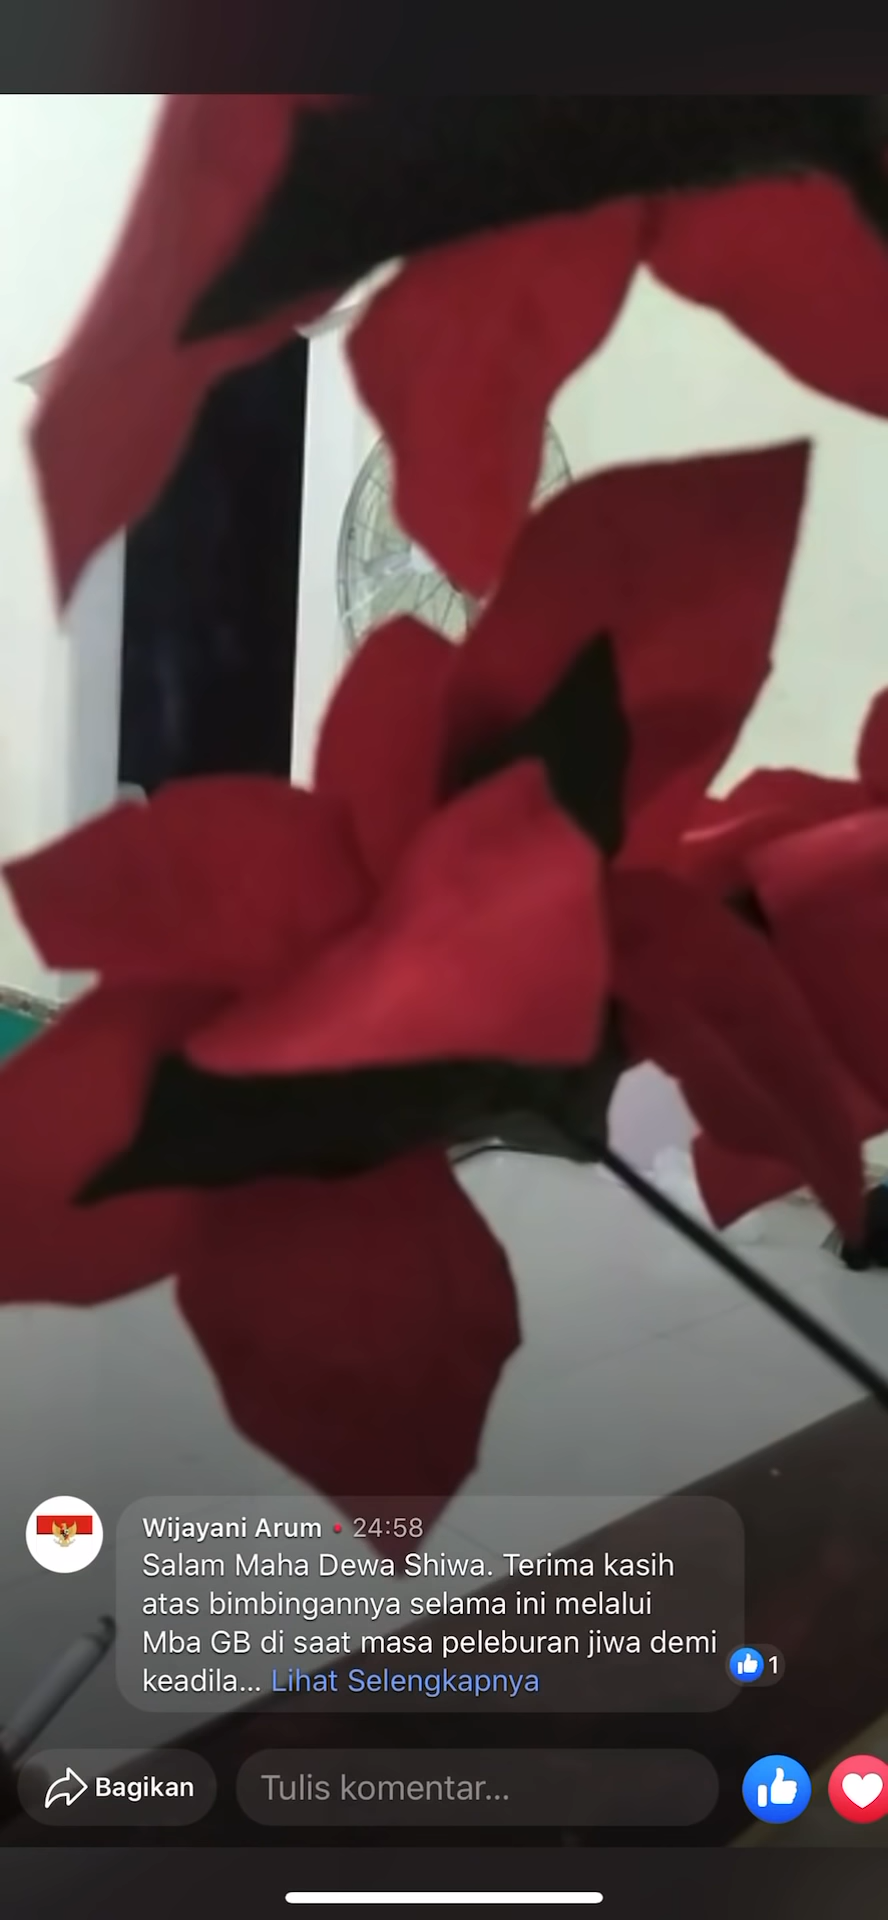 Wijayani Arum • 24:58
Salam Maha Dewa Shiwa. Terima kasih
atas bimbingannya selama ini melalui
Mba GB di saat masa peleburan jiwa demi
keadila... Lihat Selengkapnya
1
Bagikan
Tulis komentar...